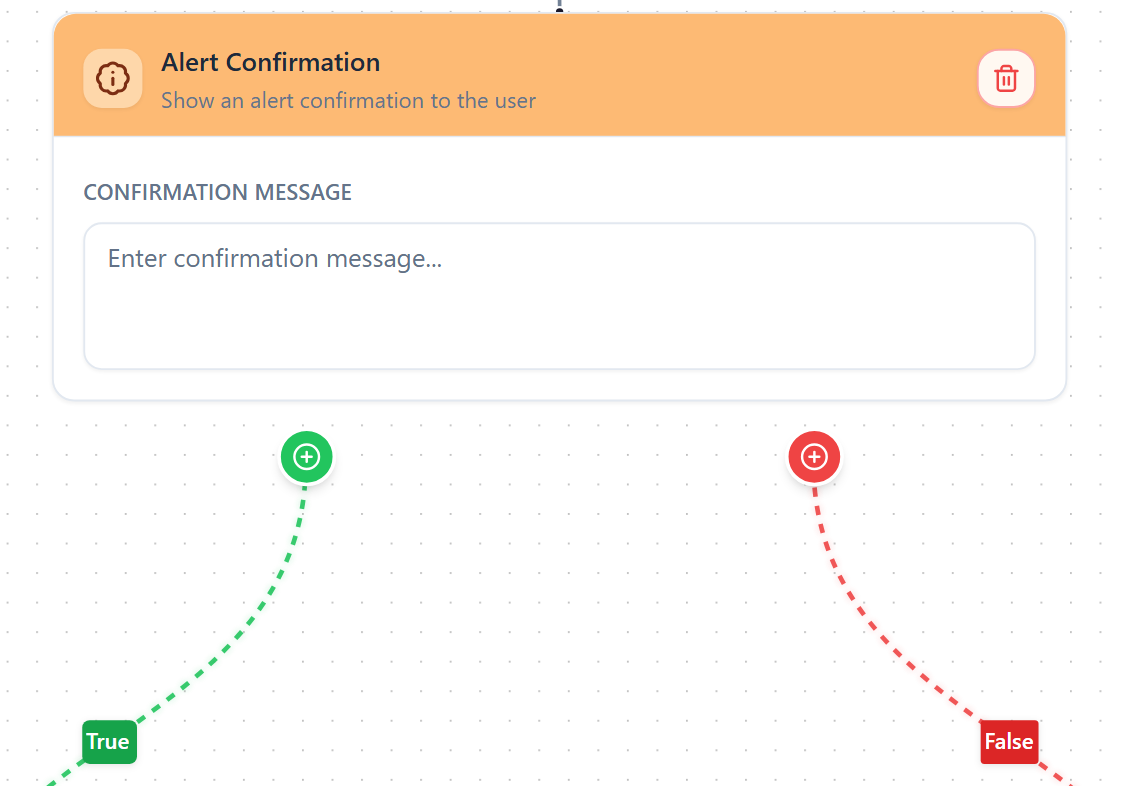 Alert Confirmation
Show an alert confirmation to the user
CONFIRMATION MESSAGE
Enter confirmation message...
True
False